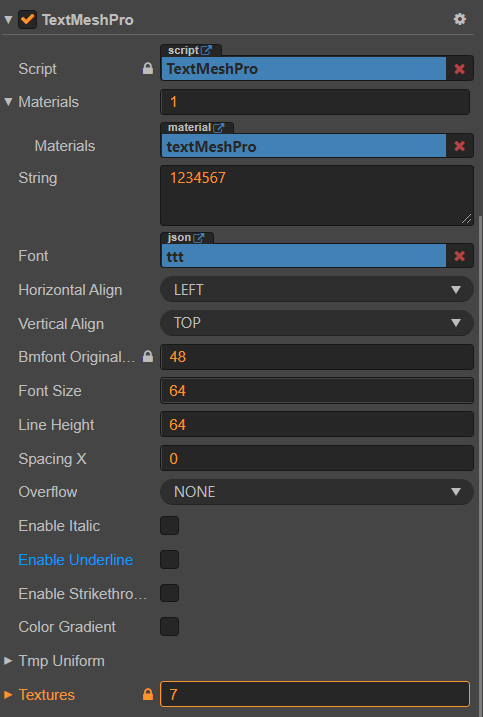 TextMeshPro
script
Script TextMeshPro
Materials 1
material
Materials textMeshPro
String 1234567
json
Font ttt
Horizontal Align LEFT
Vertical Align TOP
Bmfont Original... 48
Font Size 64
Line Height 64
Spacing X 0
Overflow NONE
Enable Italic
Enable Underline
Enable Strikethro...
Color Gradient
Tmp Uniform
Textures 7